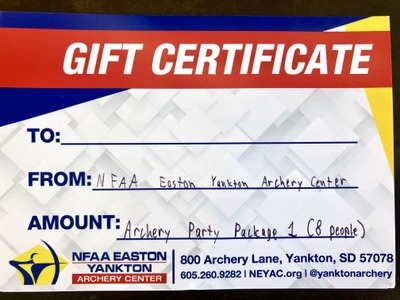 GIFT CERTIFICATE
TO:
FROM: NFAA Easton Yankton Archery Center
AMOUNT: Archery Party Package 1 (8 people)
NFAA EASTON
YANKTON
ARCHERY CENTER
800 Archery Lane, Yankton, SD 57078
605.260.9282 | NEYAC.org | @yanktonarchery